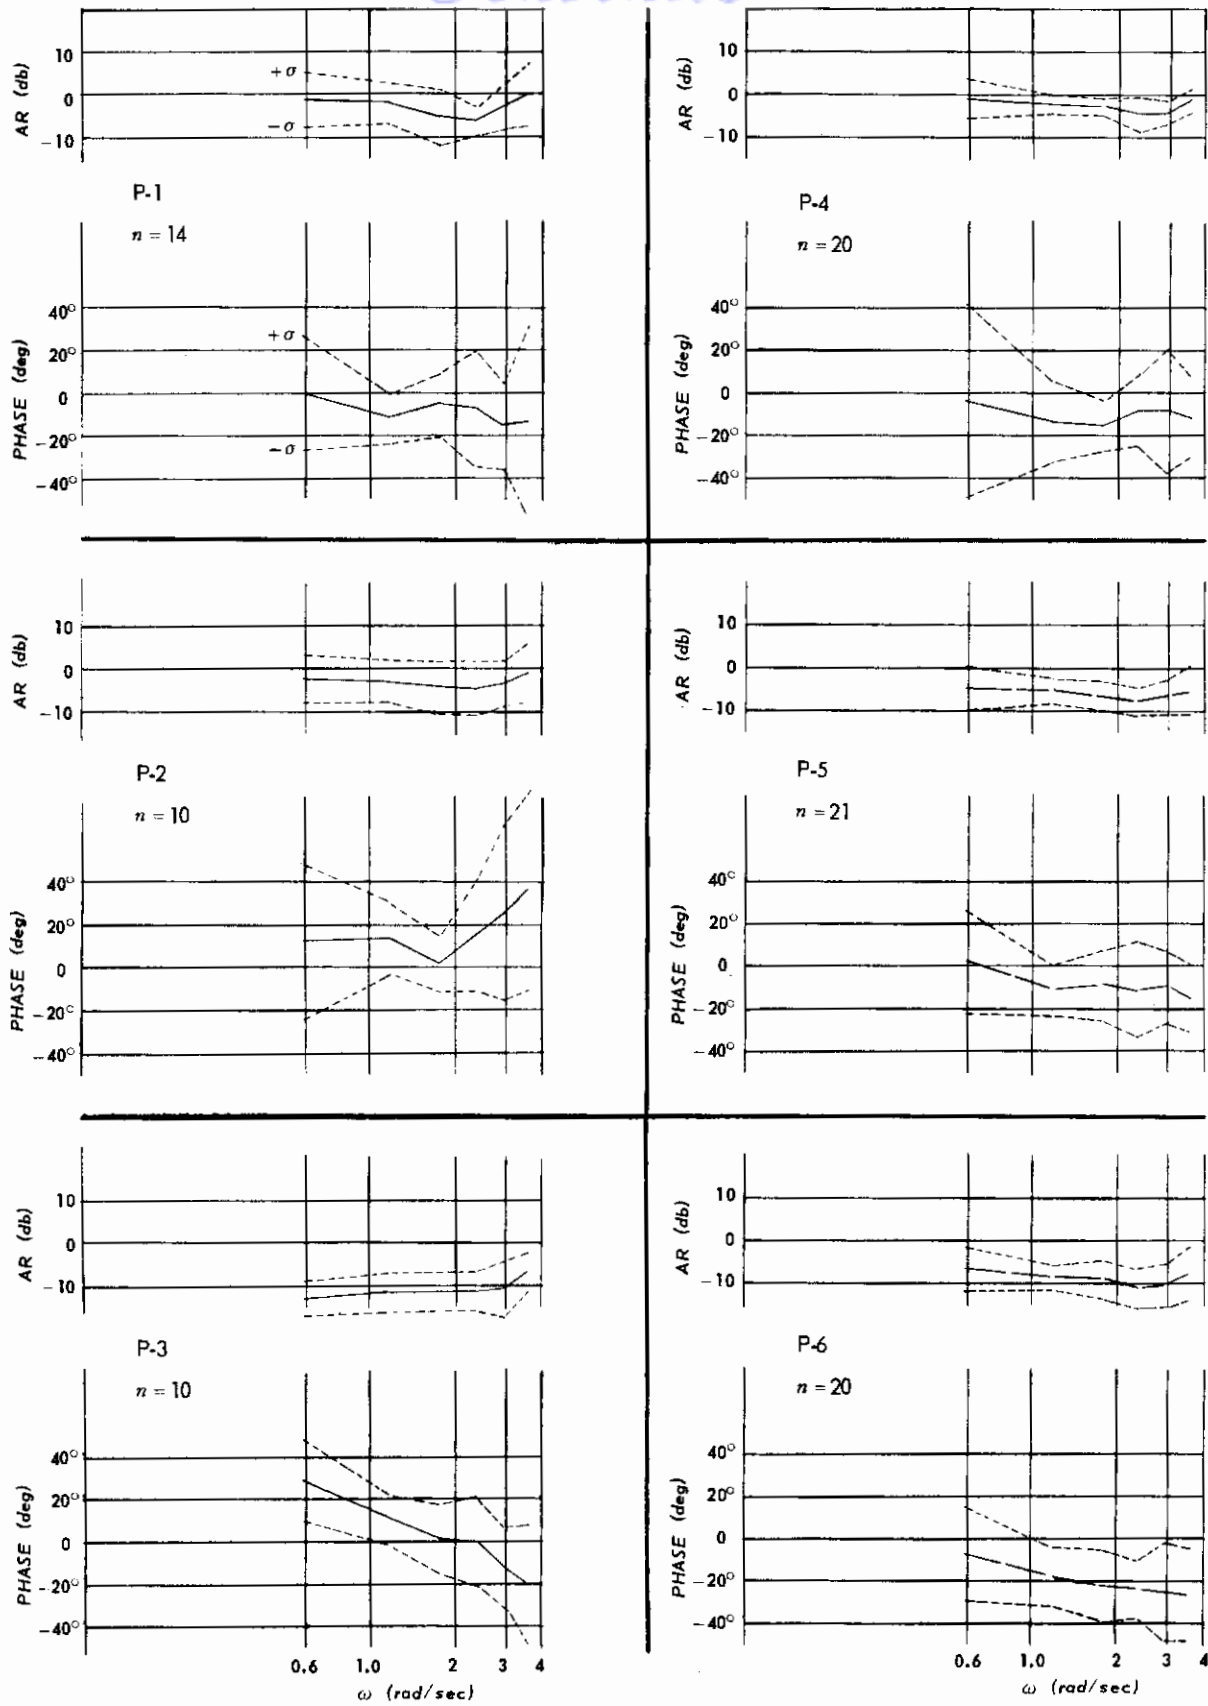 AR (db)
10
0
−10
+σ
−σ
P-1
n = 14
PHASE (deg)
40°
20°
0
−20°
−40°
+σ
−σ
AR (db)
10
0
−10
P-4
n = 20
PHASE (deg)
40°
20°
0
−20°
−40°
AR (db)
10
0
−10
P-2
n = 10
PHASE (deg)
40°
20°
0
−20°
−40°
AR (db)
10
0
−10
P-5
n = 21
PHASE (deg)
40°
20°
0
−20°
−40°
AR (db)
10
0
−10
P-3
n = 10
PHASE (deg)
40°
20°
0
−20°
−40°
0.6 1.0 2 3 4
ω (rad/sec)
AR (db)
10
0
−10
P-6
n = 20
PHASE (deg)
40°
20°
0
−20°
−40°
0.6 1.0 2 3 4
ω (rad/sec)